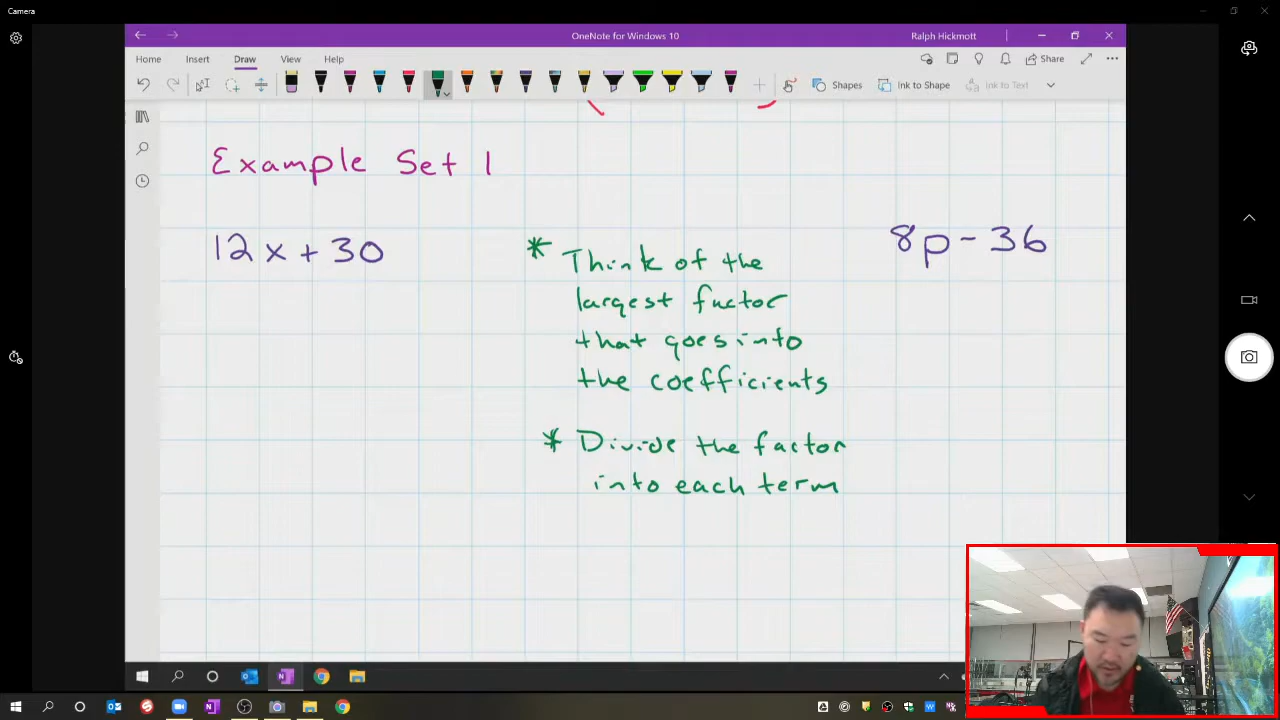 Camera
OneNote for Windows 10
Ralph Hickmott
Home Insert Draw View Help
Share
Shapes
Ink to Shape
Ink to Text
Example Set 1
12x + 30
8p - 36
* Think of the
largest factor
that goes into
the coefficients
* Divide the factor
into each term